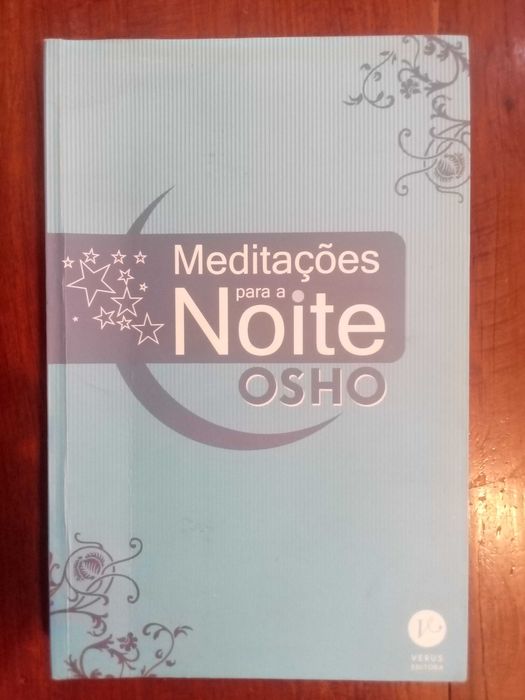 Meditações
para a
Noite
OSHO
VERUS
EDITORA